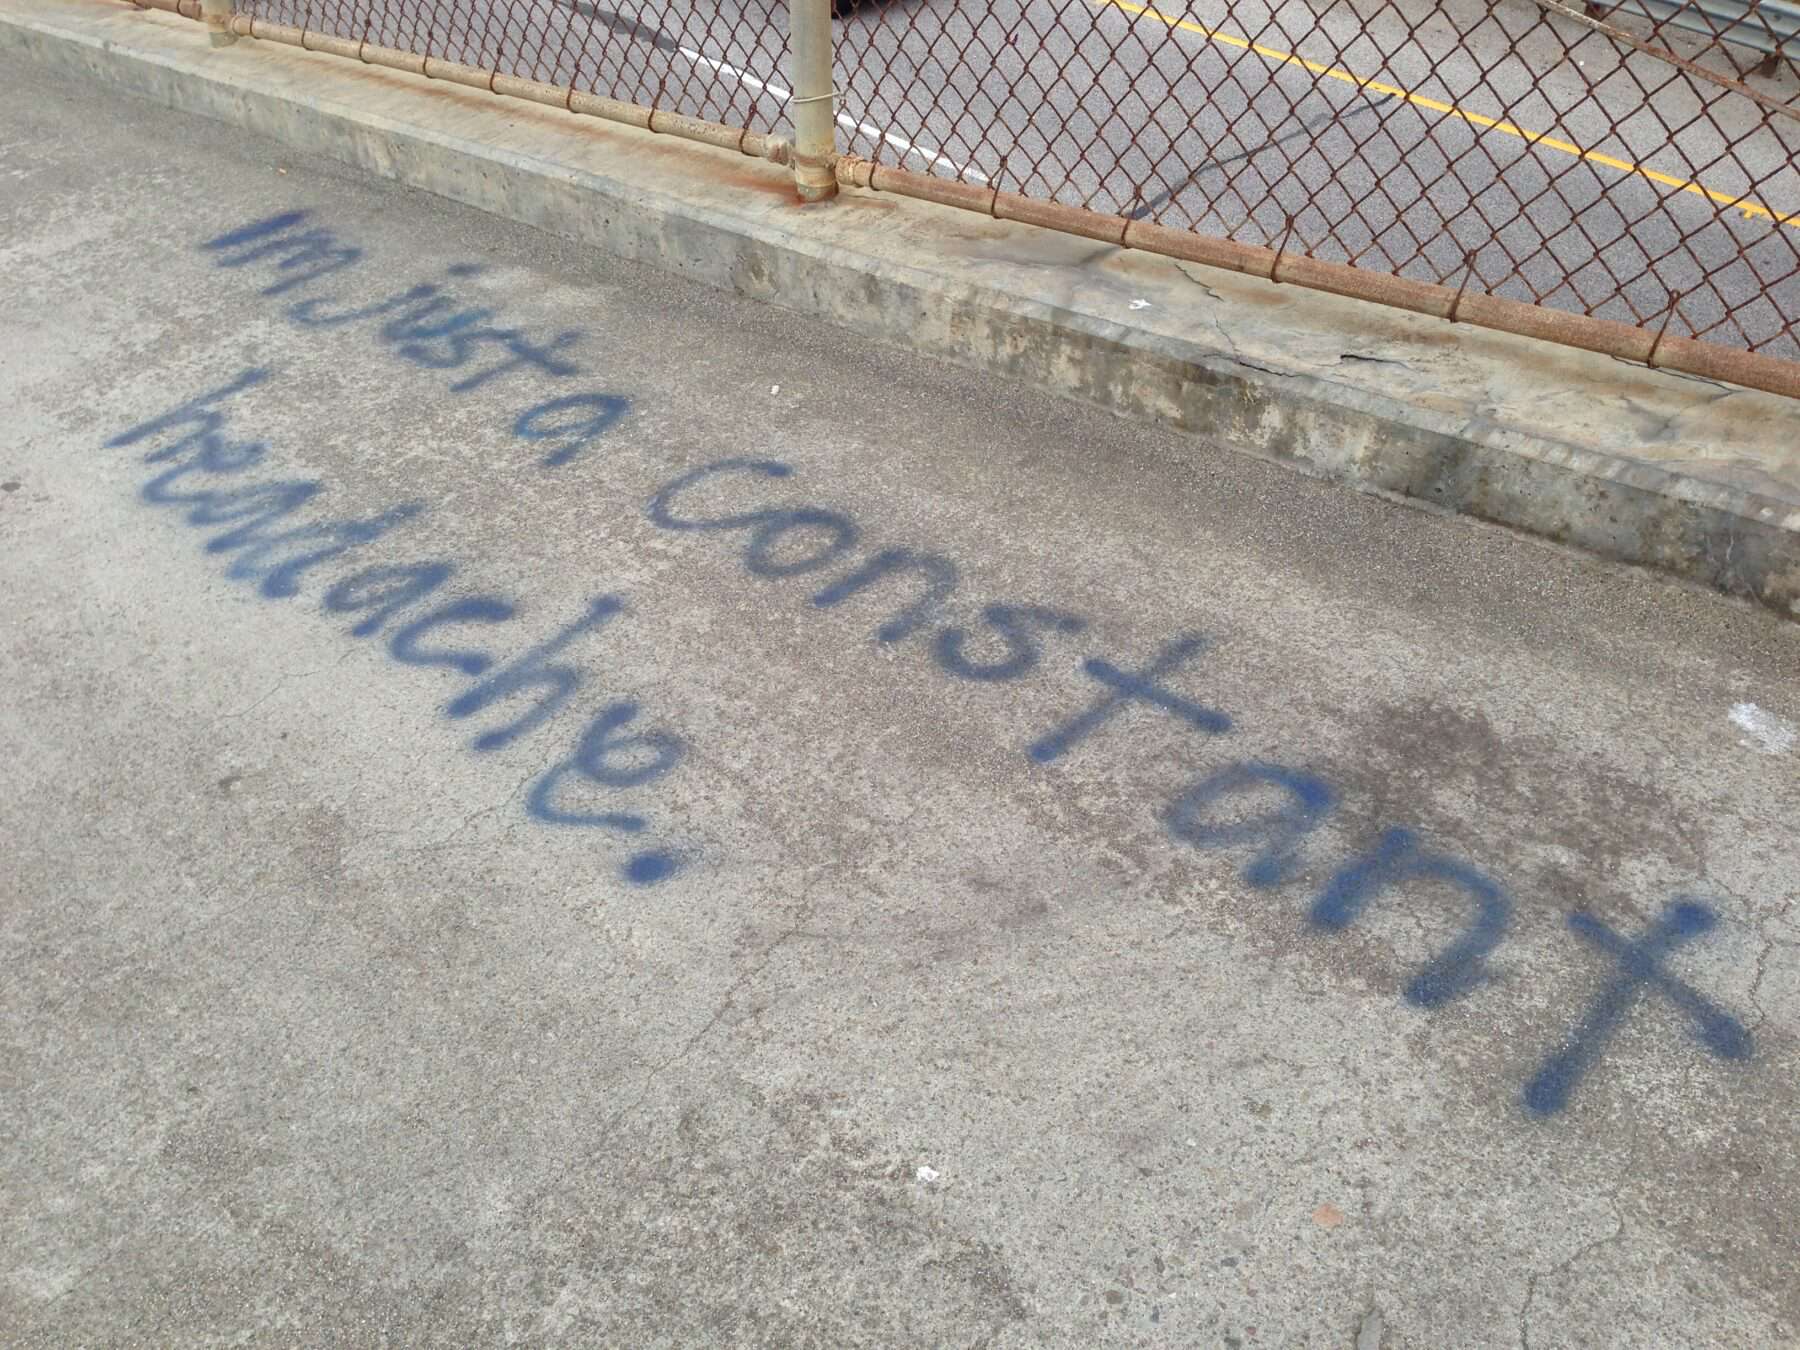 im just a constant
headache.